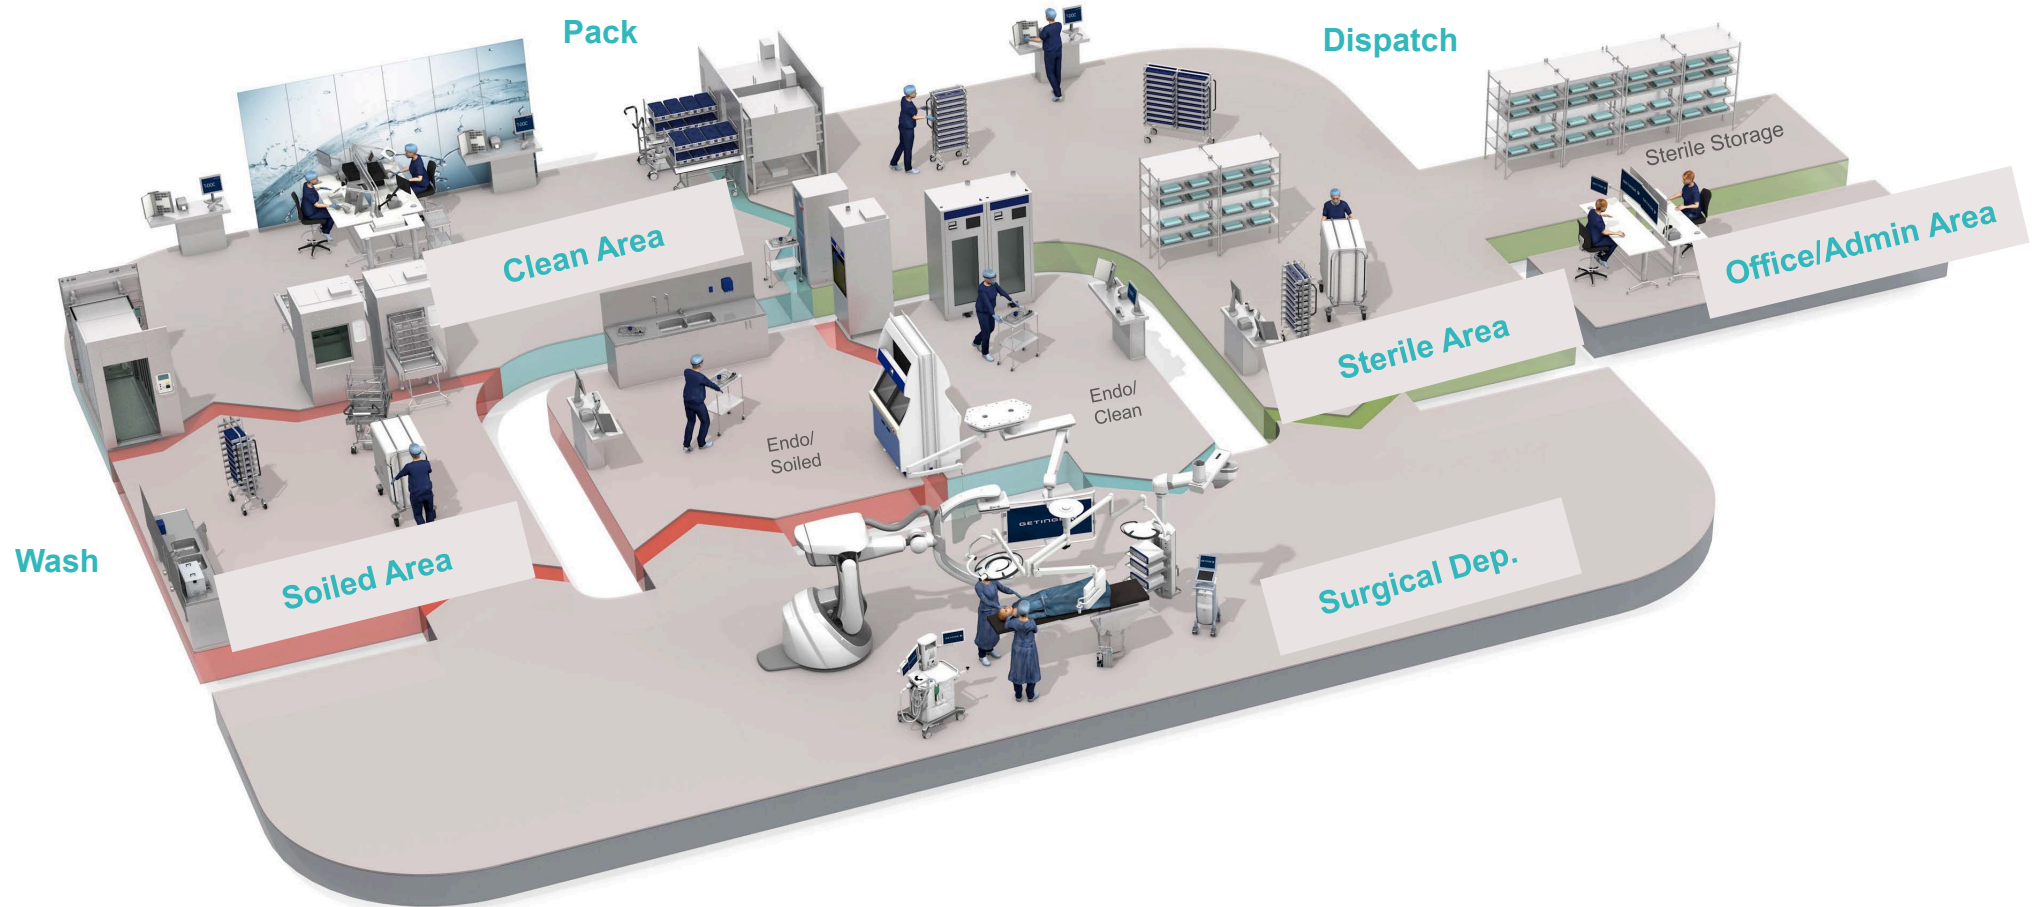 Pack
Dispatch
Sterile Storage
Clean Area
Office/Admin Area
Sterile Area
Endo/
Clean
Endo/
Soiled
GETINGE
Wash
Soiled Area
Surgical Dep.